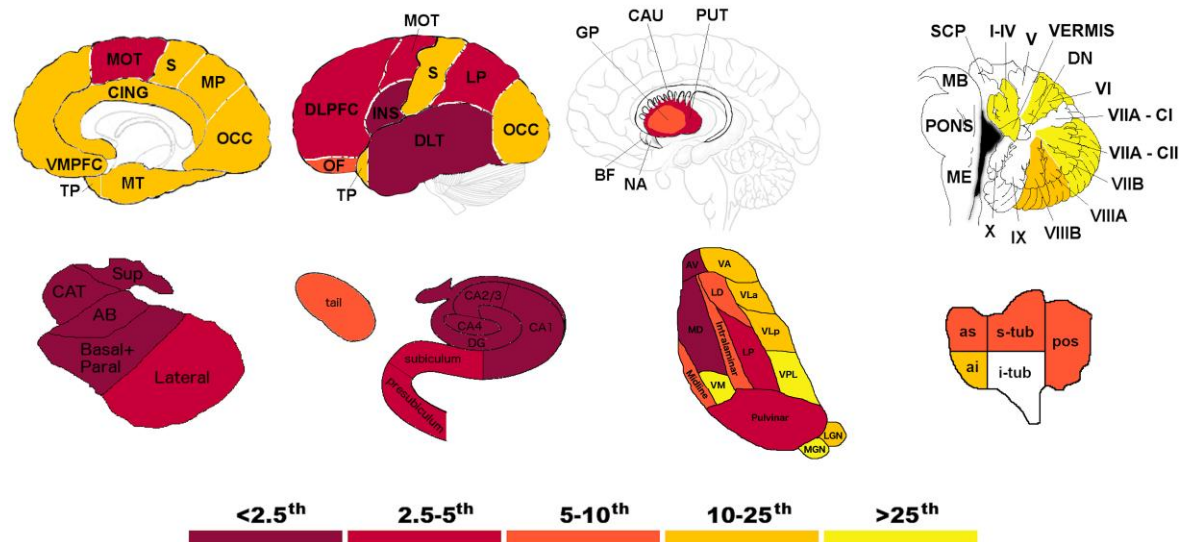 MOT
S
MP
CING
OCC
VMPFC
TP
MT
MOT
S
LP
DLPFC
INS
DLT
OCC
OF
TP
GP
CAU
PUT
BF
NA
SCP
I-IV
V
VERMIS
DN
MB
VI
PONS
VIIA - CI
VIIA - CII
ME
VIIB
VIIIA
X
IX
VIIIB
Sup
CAT
AB
Basal+
Paral
Lateral
tail
CA2/3
CA1
CA4
DG
subiculum
presubiculum
AV
VA
LD
VLa
MD
Intralaminar
VLp
LP
Midline
VM
VPL
Pulvinar
LGN
MGN
as
s-tub
pos
ai
i-tub
<2.5th
2.5-5th
5-10th
10-25th
>25th